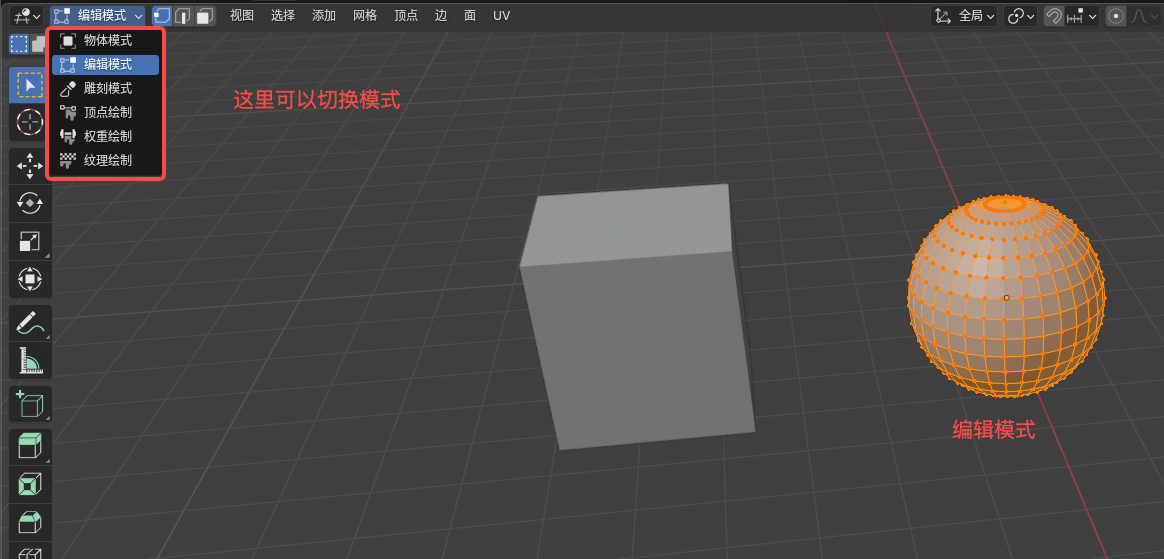 编辑模式 视图 选择 添加 网格 顶点 边 面 UV 全局
物体模式
编辑模式
雕刻模式
顶点绘制
权重绘制
纹理绘制
这里可以切换模式
编辑模式